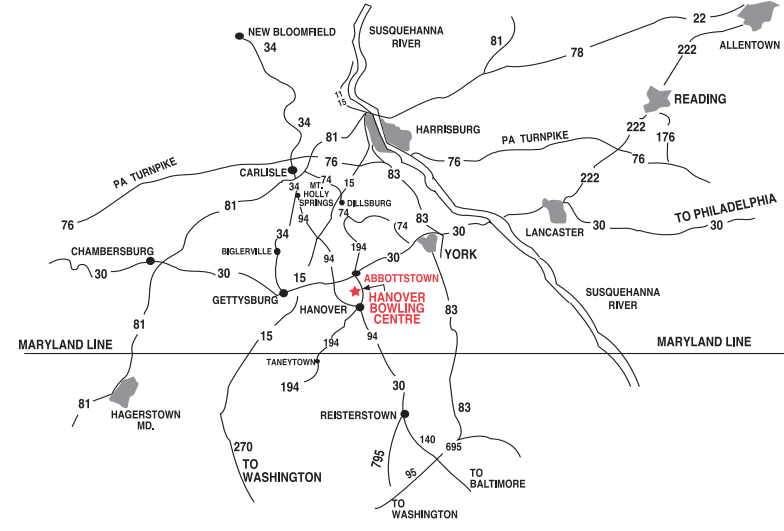 NEW BLOOMFIELD
34
SUSQUEHANNA
RIVER
81
78
22
ALLENTOWN
222
READING
11
15
34
81
HARRISBURG
PA TURNPIKE
222
176
76
76
PA TURNPIKE
76
CARLISLE
74
15
83
222
34
MT.
HOLLY
SPRINGS
DILLSBURG
76
81
94
74
74
83
30
LANCASTER
30
TO PHILADELPHIA
30
34
BIGLERVILLE
94
194
30
YORK
CHAMBERSBURG
30
30
15
ABBOTTSTOWN
GETTYSBURG
HANOVER
HANOVER
BOWLING
CENTRE
83
SUSQUEHANNA
RIVER
81
15
194
94
MARYLAND LINE
MARYLAND LINE
TANEYTOWN
194
30
81
HAGERSTOWN
MD.
REISTERSTOWN
83
270
TO
WASHINGTON
795
140
695
95
TO
BALTIMORE
TO
WASHINGTON